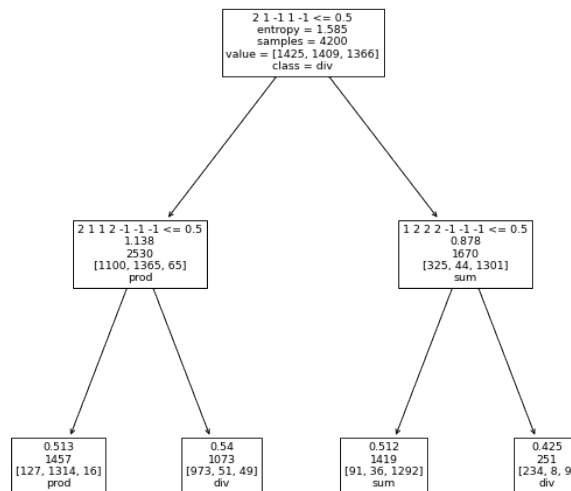 2 1 -1 1 -1 <= 0.5
entropy = 1.585
samples = 4200
value = [1425, 1409, 1366]
class = div
2 1 1 2 -1 -1 -1 <= 0.5
1.138
2530
[1100, 1365, 65]
prod
1 2 2 2 -1 -1 -1 <= 0.5
0.878
1670
[325, 44, 1301]
sum
0.513
1457
[127, 1314, 16]
prod
0.54
1073
[973, 51, 49]
div
0.512
1419
[91, 36, 1292]
sum
0.425
251
[234, 8, 9
div